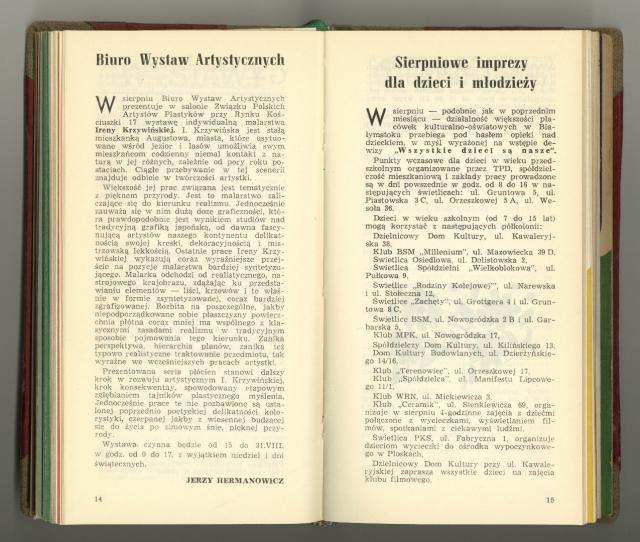 Biuro Wystaw Artystycznych
W sierpniu Biuro Wystaw Artystycznych
prezentuje w salonie Związku Polskich
Artystów Plastyków przy Rynku Koś-
ciuszki 17 wystawę indywidualną malarstwa
Ireny Krzywińskiej. I. Krzywińska jest stałą
mieszkanką Augustowa, miasta, które usytuo-
wane wśród jezior i lasów umożliwia swym
mieszkańcom codzienny niemal kontakt z na-
turą w jej różnych, zależnie od pory roku po-
staciach. Ciągłe przebywanie w tej scenerii
znajduje odbicie w twórczości artystki.
Większość jej prac związana jest tematycznie
z pięknem przyrody. Jest to malarstwo zali-
czające się do kierunku realizmu. Jednocześnie
zauważa się w nim dużą dozę graficzności, któ-
ra prawdopodobnie jest wynikiem studiów nad
tradycyjną grafiką japońską, od dawna fascy-
nującą artystów naszego kontynentu delikat-
nością swojej kreski, dekoracyjnością i mis-
trzowską lekkością. Ostatnie prace Ireny Krzy-
wińskiej wykazują coraz wyraźniejsze przej-
ście na pozycje malarstwa bardziej syntetyzu-
jącego. Malarka odchodzi od realistycznego, na-
strojowego krajobrazu, zdążając ku przedsta-
wianiu elementów — liści, krzewów i to właś-
nie w formie zsyntetyzowanej, coraz bardziej
zgrafizowanej. Rozbita na poszczególne, jakby
niepodporządkowane sobie płaszczyzny powierz-
chnia płótna coraz mniej ma wspólnego z kla-
sycznymi zasadami realizmu w tradycyjnym
sposobie pojmowania tego kierunku. Zanika
perspektywa, hierarchia planów, zanika też
typowo realistyczne traktowanie przedmiotu, tak
wyraźne we wcześniejszych pracach artystki.
Prezentowana seria płócien stanowi dalszy
krok w rozwoju artystycznym I. Krzywińskiej,
krok konsekwentny, spowodowany etapowym
zgłębianiem tajników plastycznego myślenia.
Jednocześnie prace te nie pozbawione są usta-
lonej poprzednio poetyckiej delikatności kolo-
rystyki, czerpanej jakby z wiosennej budzącej
się do życia po zimowym śnie, pięknej przy-
rody.
Wystawa czynna będzie od 15 do 31.VIII.
w godz. od 9 do 17, z wyjątkiem niedziel i dni
świątecznych.
JERZY HERMANOWICZ
14
Sierpniowe imprezy
dla dzieci i młodzieży
W sierpniu — podobnie jak w poprzednim
miesiącu — działalność większości pla-
cówek kulturalno-oświatowych w Bia-
łymstoku przebiega pod hasłem opieki nad
dzieckiem, w myśl wyrażonej na wstępie de-
wizy „Wszystkie dzieci są nasze".
Punkty wczasowe dla dzieci w wieku przed-
szkolnym organizowane przez TPD, spółdziel-
czość mieszkaniową i zakłady pracy prowadzone
są w dni powszednie w godz. od 8 do 16 w na-
stępujących świetlicach: ul. Gruntowa 5, ul.
Piastowska 3 C, ul. Orzeszkowej 5 A, ul. We-
soła 36.
Dzieci w wieku szkolnym (od 7 do 15 lat)
mogą korzystać z następujących półkolonii:
Dzielnicowy Dom Kultury, ul. Kawaleryj-
ska 38,
Klub BSM „Millenium", ul. Mazowiecka 39 D,
Świetlica Osiedlowa, ul. Dolistowska 2,
Świetlica Spółdzielni „Wielkoblokowa", ul.
Pułkowa 9,
Świetlice „Rodziny Kolejowej"', ul. Narewska
i ul. Stołeczna 12,
Świetlice „Zachęty", ul. Grottgera 4 i ul. Grun-
towa 8 C,
Świetlice BSM, ul. Nowogródzka 2 B i ul. Gar-
barska 5,
Klub MPK, ul. Nowogródzka 17,
Spółdzielczy Dom Kultury, ul. Kilińskiego 13,
Dom Kultury Budowlanych, ul. Dzierżyńskie-
go 14/16,
Klub „Terenowiec", ul. Orzeszkowej 17,
Klub „Spółdzielca", ul. Manifestu Lipcowe-
go 11/1,
Klub WRN, ul. Mickiewicza 3,
Klub „Ceramik", ul. Sienkiewicza 69, orga-
nizuje w sierpniu 4-godzinne zajęcia z dziećmi
połączone z wycieczkami, wyświetlaniem fil-
mów, spotkaniami z ciekawymi ludźmi.
Świetlica PKS, ul. Fabryczna 1, organizuje
dzieciom wycieczki do ośrodka wypoczynkowe-
go w Płoskach,
Dzielnicowy Dom Kultury przy ul. Kawale-
ryjskiej zaprasza wszystkie dzieci na zajęcia
klubu filmowego.
15